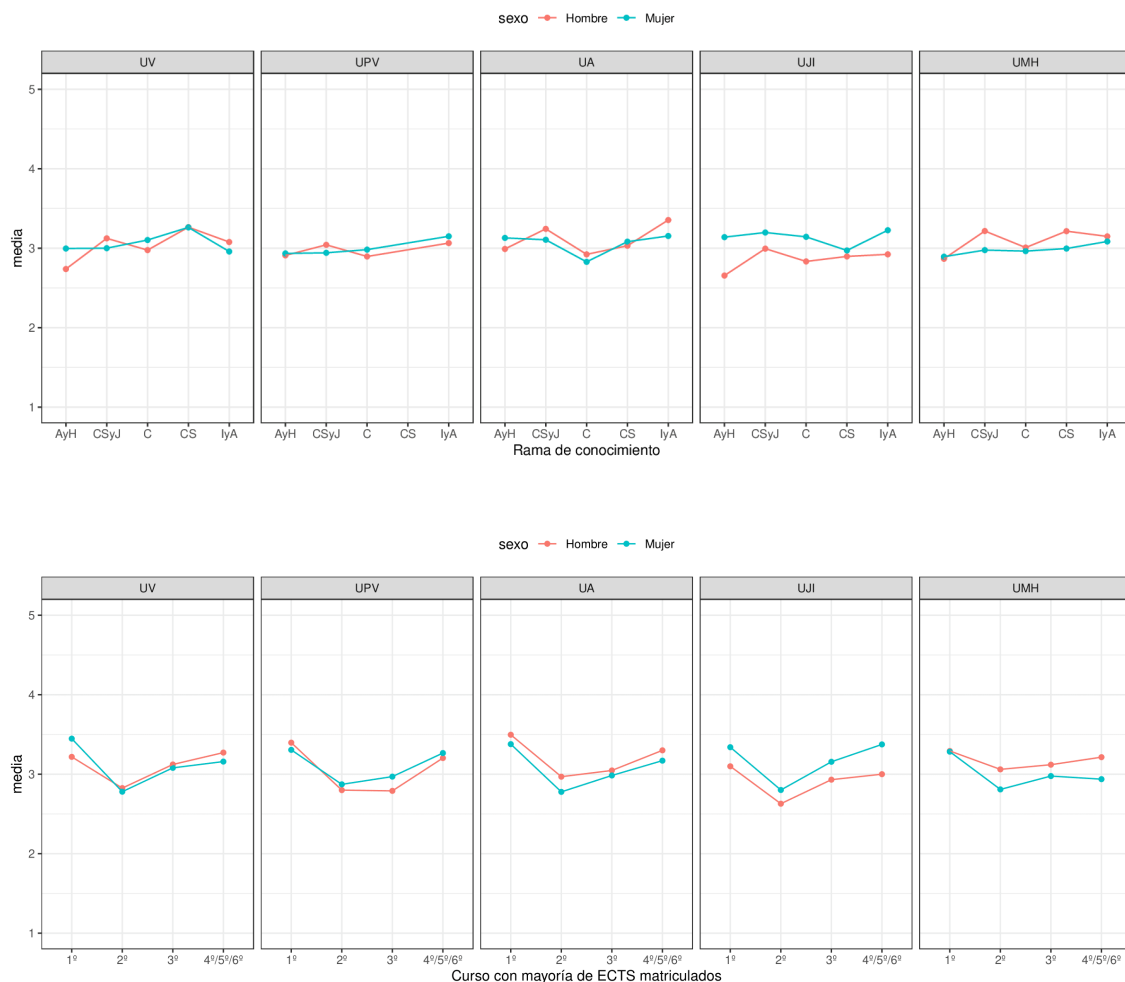 sexo Hombre Mujer
UV UPV UA UJI UMH
5
4
3
2
1
media
AyH CSyJ C CS IyA AyH CSyJ C CS IyA AyH CSyJ C CS IyA AyH CSyJ C CS IyA AyH CSyJ C CS IyA
Rama de conocimiento
sexo Hombre Mujer
UV UPV UA UJI UMH
5
4
3
2
1
media
1º 2º 3º 4º/5º/6º 1º 2º 3º 4º/5º/6º 1º 2º 3º 4º/5º/6º 1º 2º 3º 4º/5º/6º 1º 2º 3º 4º/5º/6º
Curso con mayoría de ECTS matriculados